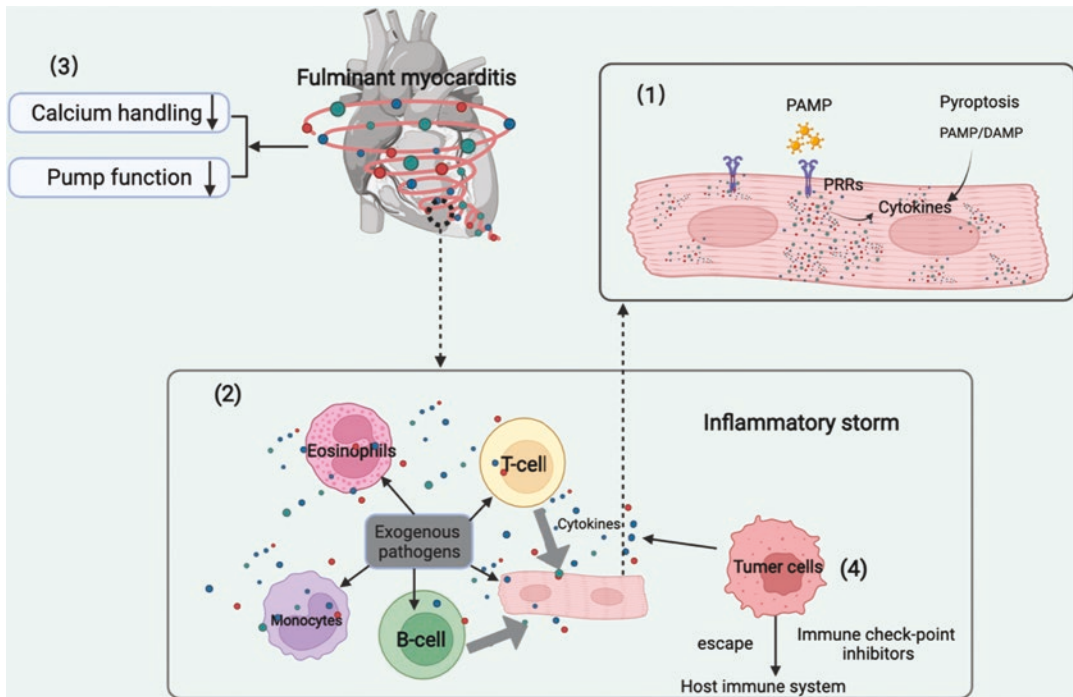 (3)
Fulminant myocarditis
Calcium handling
Pump function
(1)
PAMP
Pyroptosis
PAMP/DAMP
PRRs
Cytokines
(2)
Inflammatory storm
Eosinophils
T-cell
Exogenous
pathogens
Cytokines
Monocytes
B-cell
Tumer cells
(4)
escape
Immune check-point
inhibitors
Host immune system